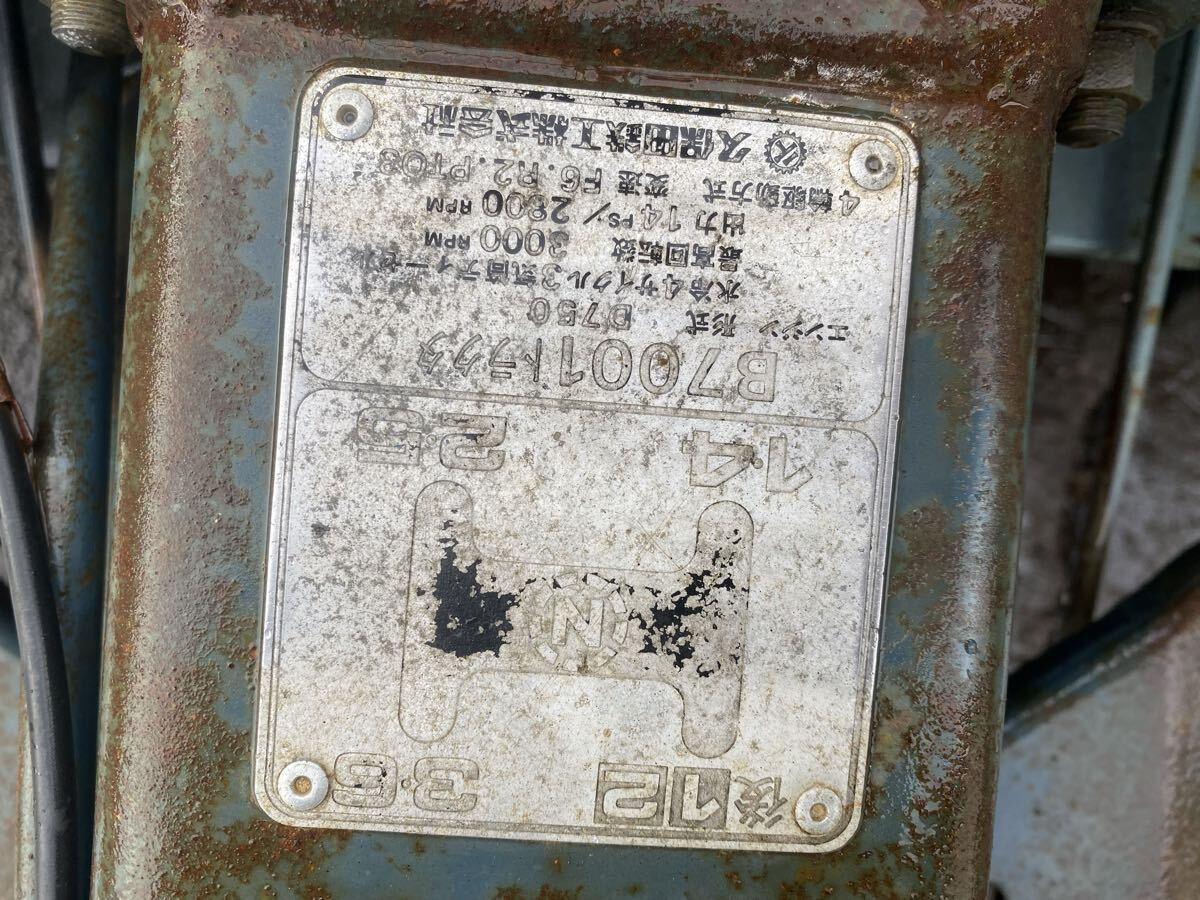 後 1 2 3·6
N
1·4 2·5
B7001トラクタ
エンジン 形式 D750
水冷4サイクル3気筒ディーゼル
最高回転数 3000 RPM
出力 14 PS/2800 RPM
4輪駆動方式 変速 F6.R2.PTO3
久保田鉄工株式会社